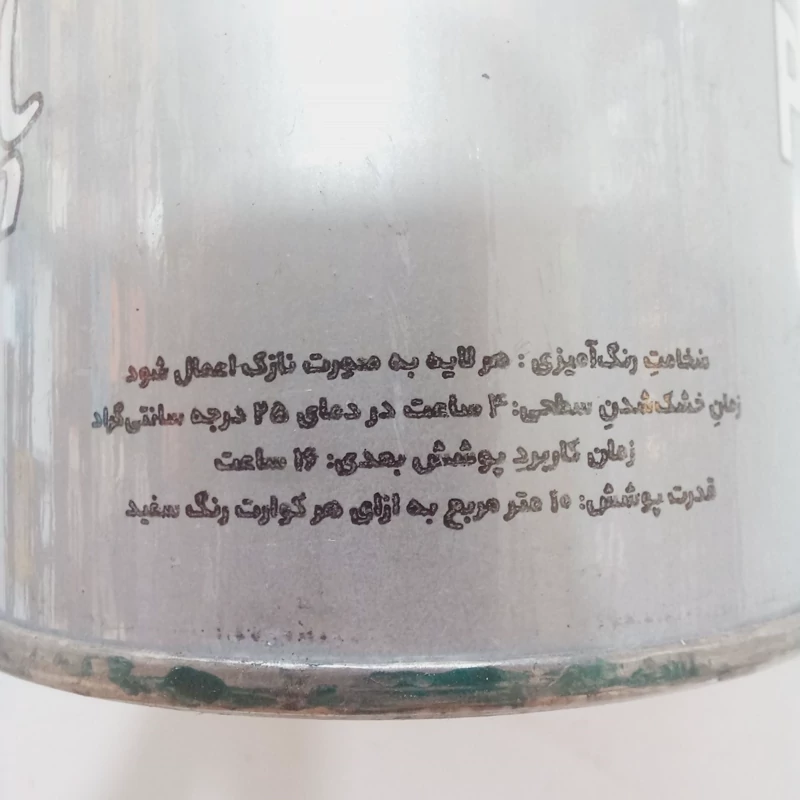 ضخامتِ رنگ‌آمیزی : هر لایه به صورت نازک اعمال شود
زمانِ خشک‌شدنِ سطحی: ۴ ساعت در دمای ۲۵ درجه سانتی‌گراد
زمان کاربردِ پوشش بعدی: ۱۶ ساعت
قدرت پوشش: ۱۰ متر مربع به ازای هر کوارت رنگ سفید